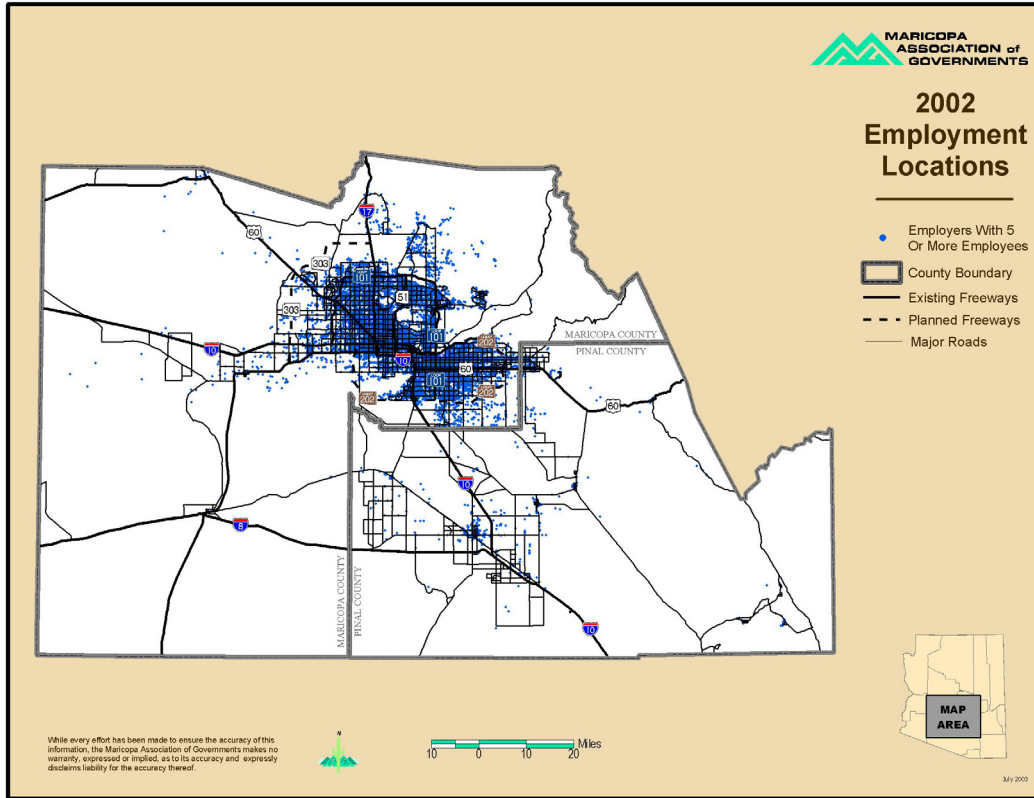 MARICOPA
ASSOCIATION of
GOVERNMENTS
2002
Employment
Locations
Employers With 5
Or More Employees
County Boundary
Existing Freeways
Planned Freeways
Major Roads
17
60
303
101
51
303
101
202
MARICOPA COUNTY
PINAL COUNTY
10
10
60
101
202
202
60
10
8
MARICOPA COUNTY
PINAL COUNTY
10
MAP
AREA
While every effort has been made to ensure the accuracy of this
information, the Maricopa Association of Governments makes no
warranty, expressed or implied, as to its accuracy and expressly
disclaims liability for the accuracy thereof.
N
Miles
10 0 10 20
July 2003